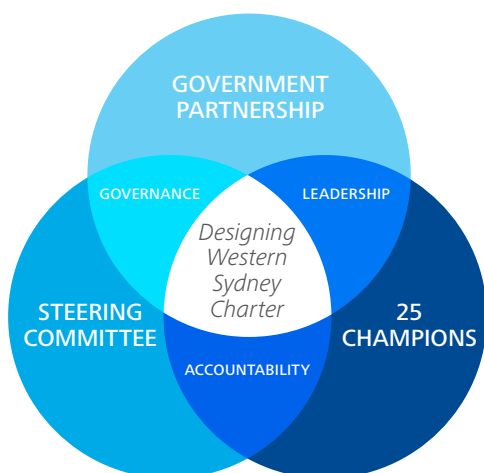 GOVERNMENT
PARTNERSHIP
GOVERNANCE
LEADERSHIP
Designing
Western
Sydney
Charter
STEERING
COMMITTEE
25
CHAMPIONS
ACCOUNTABILITY